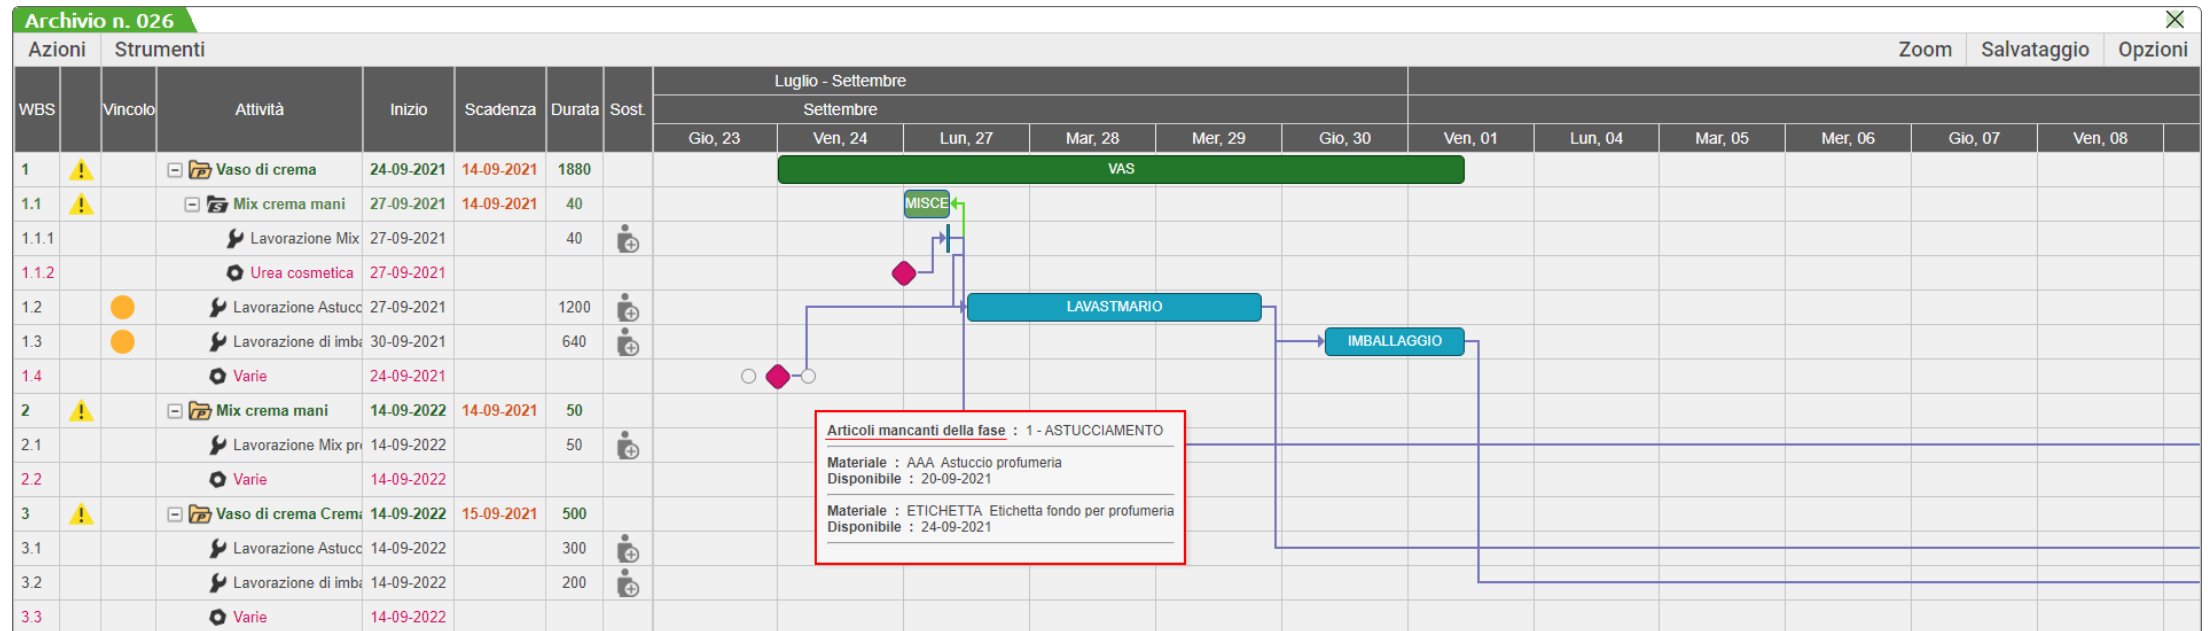 Archivio n. 026
Azioni Strumenti Zoom Salvataggio Opzioni
WBS Vincolo Attività Inizio Scadenza Durata Sost.
Luglio - Settembre
Settembre
Gio, 23 Ven, 24 Lun, 27 Mar, 28 Mer, 29 Gio, 30 Ven, 01 Lun, 04 Mar, 05 Mer, 06 Gio, 07 Ven, 08
1 Vaso di crema 24-09-2021 14-09-2021 1880 VAS
1.1 Mix crema mani 27-09-2021 14-09-2021 40 MISCE
1.1.1 Lavorazione Mix 27-09-2021 40
1.1.2 Urea cosmetica 27-09-2021
1.2 Lavorazione Astucc 27-09-2021 1200 LAVASTMARIO
1.3 Lavorazione di imba 30-09-2021 640 IMBALLAGGIO
1.4 Varie 24-09-2021
2 Mix crema mani 14-09-2022 14-09-2021 50
2.1 Lavorazione Mix pr 14-09-2022 50
2.2 Varie 14-09-2022
3 Vaso di crema Crema 14-09-2022 15-09-2021 500
3.1 Lavorazione Astucc 14-09-2022 300
3.2 Lavorazione di imba 14-09-2022 200
3.3 Varie 14-09-2022
Articoli mancanti della fase : 1 - ASTUCCIAMENTO
Materiale : AAA Astuccio profumeria
Disponibile : 20-09-2021
Materiale : ETICHETTA Etichetta fondo per profumeria
Disponibile : 24-09-2021